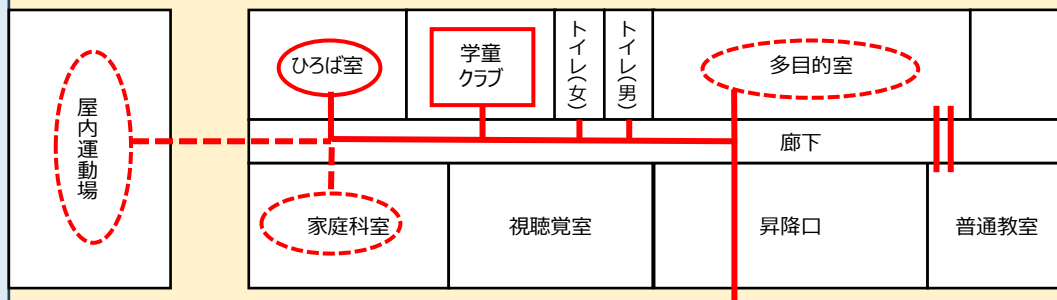 屋内運動場
ひろば室
学童
クラブ
トイレ(女)
トイレ(男)
多目的室
廊下
家庭科室
視聴覚室
昇降口
普通教室